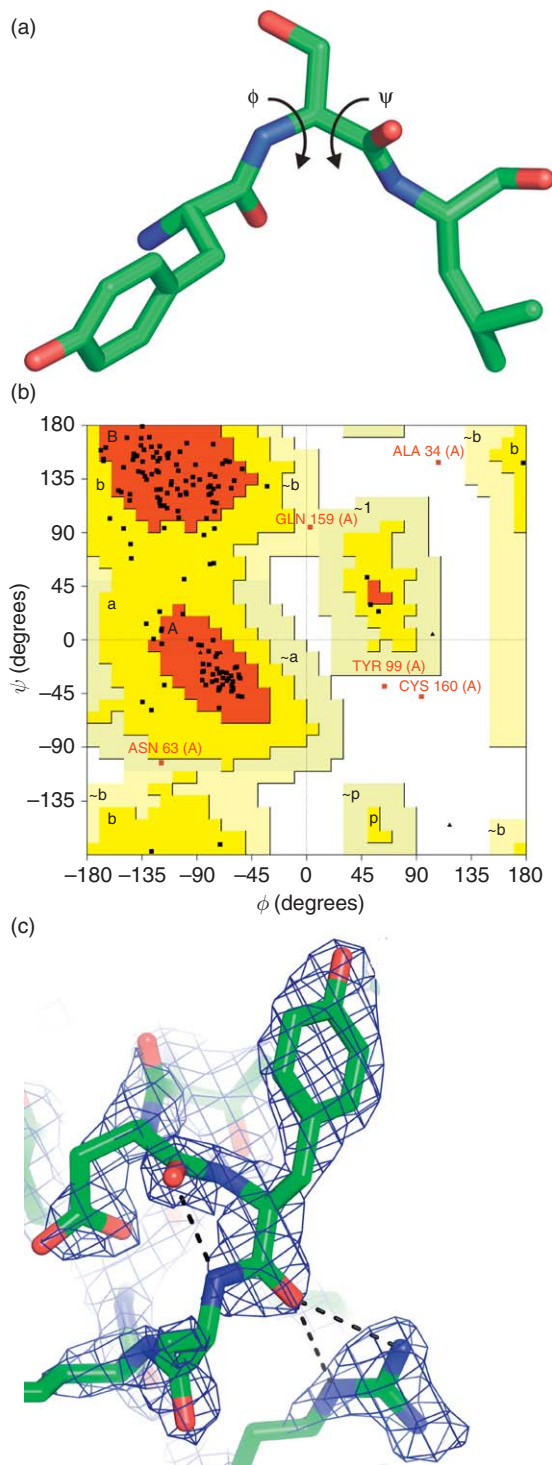 (a)
ϕ ψ
(b)
180
135
90
45
0
−45
−90
−135
ψ (degrees)
B
b
~b
b
~b
ALA 34 (A)
GLN 159 (A)
~1
a
A
~a
TYR 99 (A)
CYS 160 (A)
ASN 63 (A)
~b
b
~p
p
~b
−180 −135 −90 −45 0 45 90 135 180
ϕ (degrees)
(c)